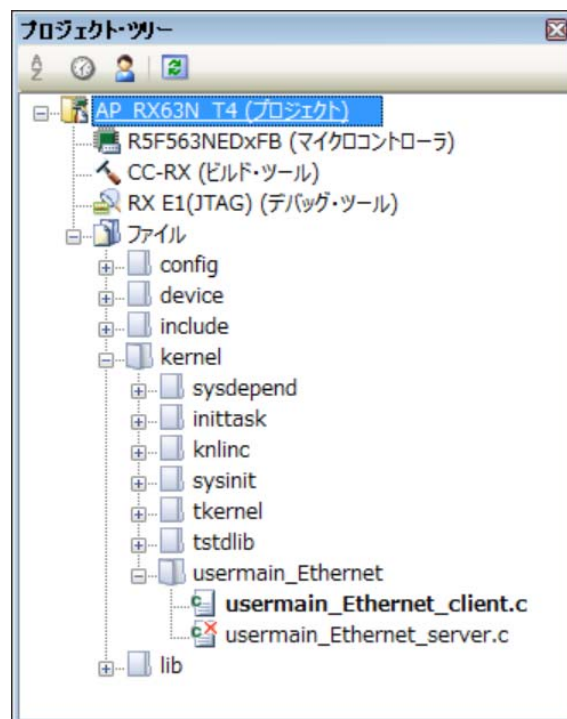 プロジェクト・ツリー
AP_RX63N_T4 (プロジェクト)
R5F563NEDxFB (マイクロコントローラ)
CC-RX (ビルド・ツール)
RX E1(JTAG) (デバッグ・ツール)
ファイル
config
device
include
kernel
sysdepend
inittask
knlinc
sysinit
tkernel
tstdlib
usermain_Ethernet
usermain_Ethernet_client.c
usermain_Ethernet_server.c
lib